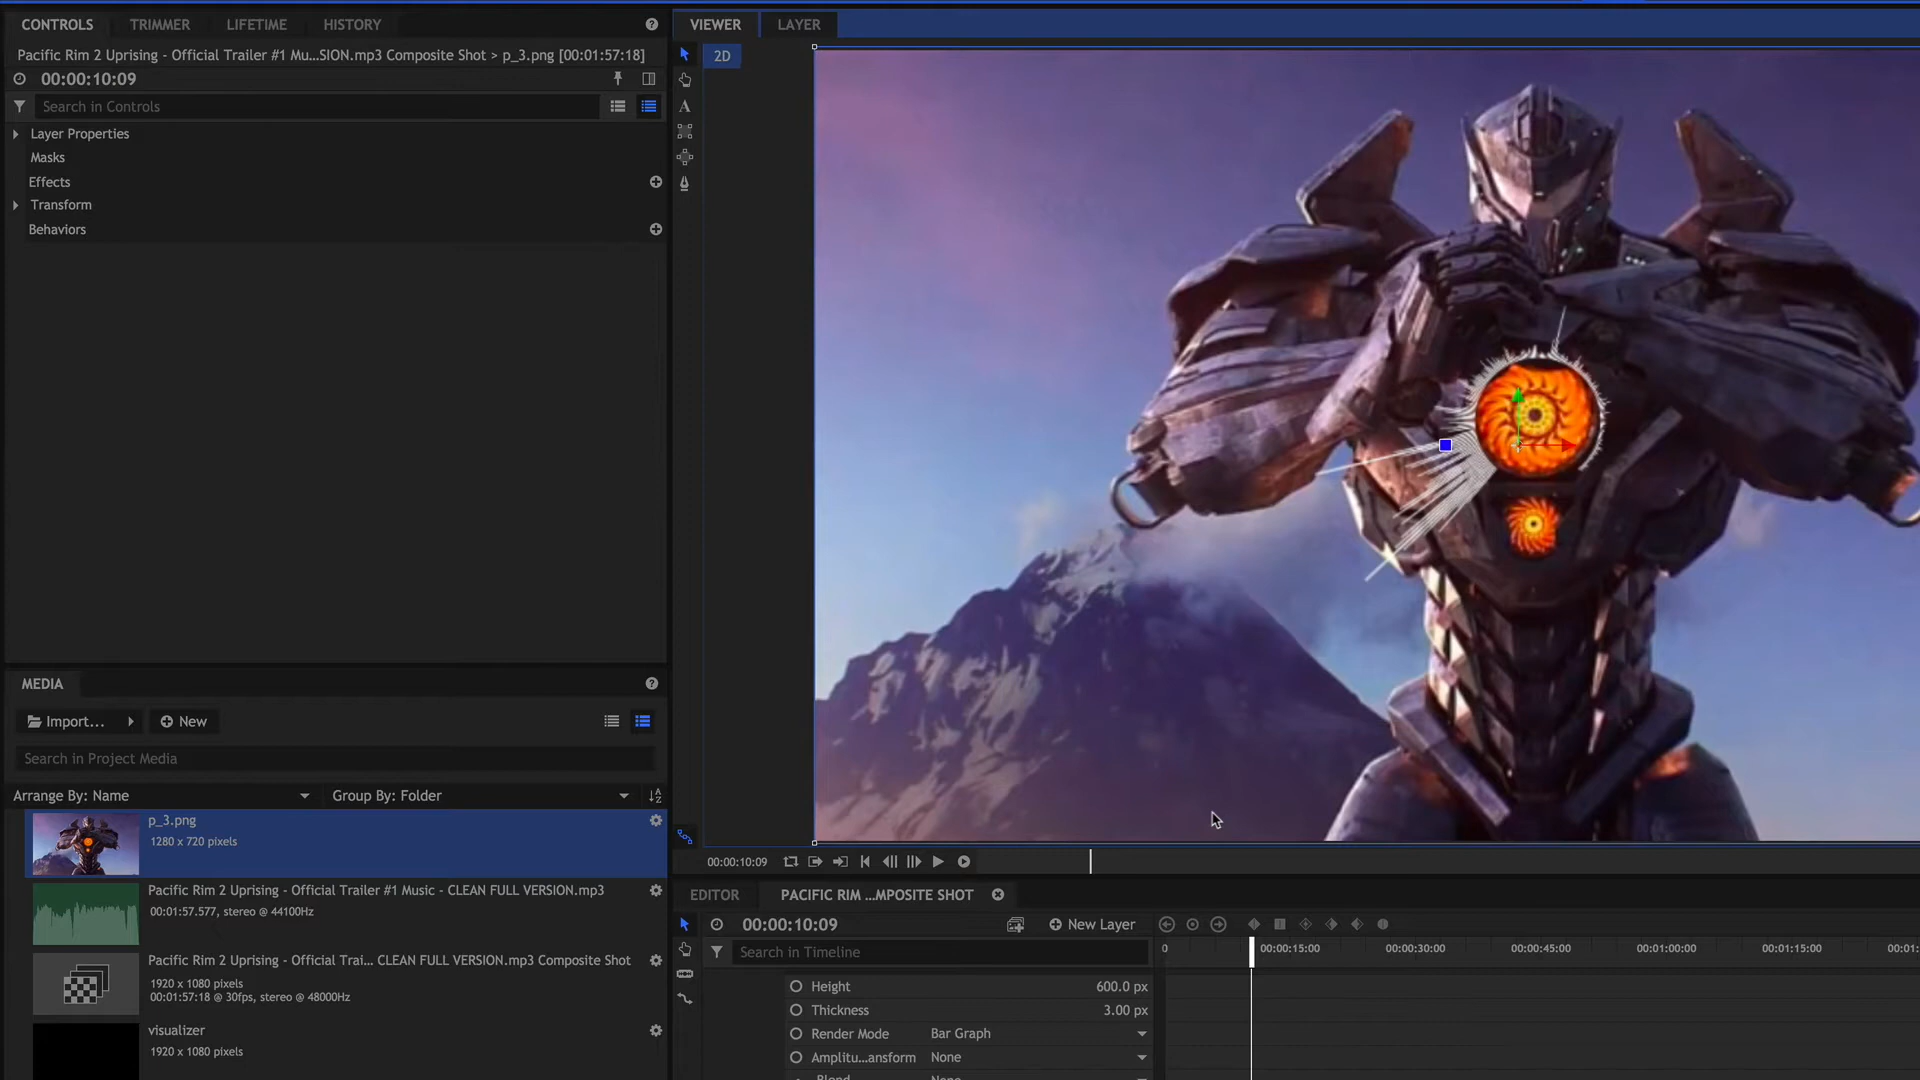 CONTROLS TRIMMER LIFETIME HISTORY
Pacific Rim 2 Uprising - Official Trailer #1 Mu...SION.mp3 Composite Shot > p_3.png [00:01:57:18]
00:00:10:09
Search in Controls
Layer Properties
Masks
Effects
Transform
Behaviors
VIEWER LAYER
2D
A
MEDIA
Import... New
Search in Project Media
Arrange By: Name Group By: Folder
p_3.png
1280 x 720 pixels
Pacific Rim 2 Uprising - Official Trailer #1 Music - CLEAN FULL VERSION.mp3
00:01:57.577, stereo @ 44100Hz
Pacific Rim 2 Uprising - Official Trai... CLEAN FULL VERSION.mp3 Composite Shot
1920 x 1080 pixels
00:01:57:18 @ 30fps, stereo @ 48000Hz
visualizer
1920 x 1080 pixels
00:00:10:09
EDITOR PACIFIC RIM ...MPOSITE SHOT
00:00:10:09 New Layer
Search in Timeline
0 00:00:15:00 00:00:30:00 00:00:45:00 00:01:00:00 00:01:15:00 00:01:
Height 600.0 px
Thickness 3.00 px
Render Mode Bar Graph
Amplitu...ansform None
Blend None